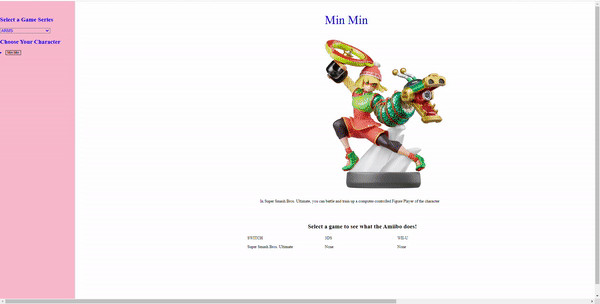 Select a Game Series
ARMS
Choose Your Character
Min Min
Min Min
In Super Smash Bros. Ultimate, you can battle and train up a computer-controlled Figure Player of the character
Select a game to see what the Amiibo does!
SWITCH 3DS WII-U
Super Smash Bros. Ultimate None None